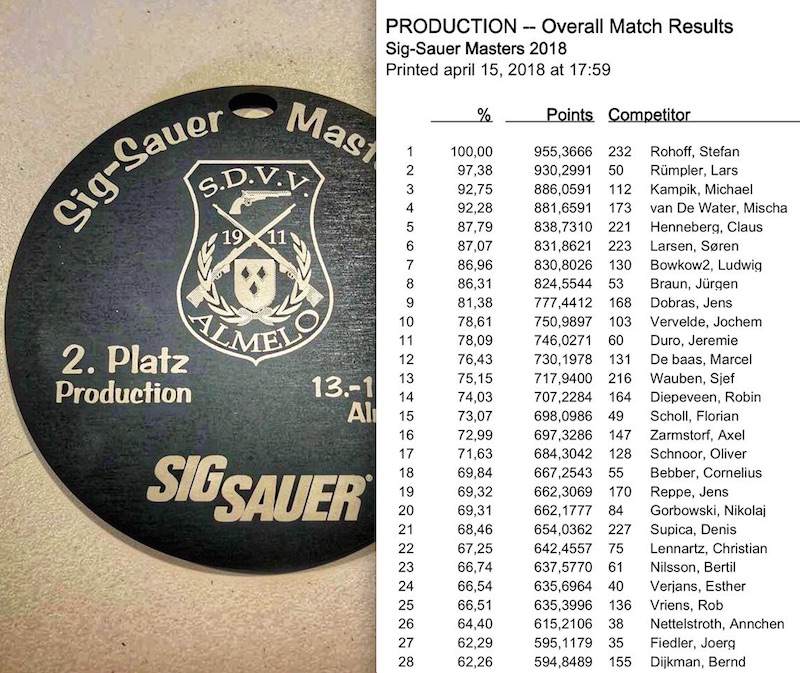 Sig-Sauer
S.D.V.V.
19 11
ALMELO
2. Platz
Production
SIG SAUER®
PRODUCTION -- Overall Match Results
Sig-Sauer Masters 2018
Printed april 15, 2018 at 17:59
% Points Competitor
1 100,00 955,3666 232 Rohoff, Stefan
2 97,38 930,2991 50 Rümpler, Lars
3 92,75 886,0591 112 Kampik, Michael
4 92,28 881,6591 173 van De Water, Mischa
5 87,79 838,7310 221 Henneberg, Claus
6 87,07 831,8621 223 Larsen, Søren
7 86,96 830,8026 130 Bowkow2, Ludwig
8 86,31 824,5544 53 Braun, Jürgen
9 81,38 777,4412 168 Dobras, Jens
10 78,61 750,9897 103 Vervelde, Jochem
11 78,09 746,0271 60 Duro, Jeremie
12 76,43 730,1978 131 De baas, Marcel
13 75,15 717,9400 216 Wauben, Sjef
14 74,03 707,2284 164 Diepeveen, Robin
15 73,07 698,0986 49 Scholl, Florian
16 72,99 697,3286 147 Zarmstorf, Axel
17 71,63 684,3042 128 Schnoor, Oliver
18 69,84 667,2543 55 Bebber, Cornelius
19 69,32 662,3069 170 Reppe, Jens
20 69,31 662,1777 84 Gorbowski, Nikolaj
21 68,46 654,0362 227 Supica, Denis
22 67,25 642,4557 75 Lennartz, Christian
23 66,74 637,5770 61 Nilsson, Bertil
24 66,54 635,6964 40 Verjans, Esther
25 66,51 635,3996 136 Vriens, Rob
26 64,40 615,2106 38 Nettelstroth, Annchen
27 62,29 595,1179 35 Fiedler, Joerg
28 62,26 594,8489 155 Dijkman, Bernd